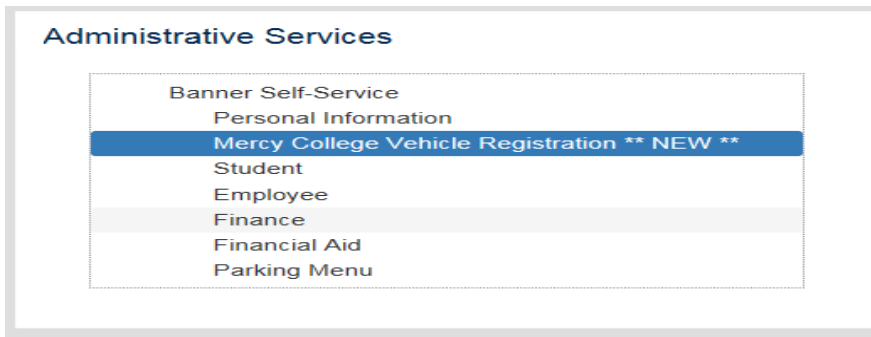 Administrative Services
Banner Self-Service
Personal Information
Mercy College Vehicle Registration ** NEW **
Student
Employee
Finance
Financial Aid
Parking Menu